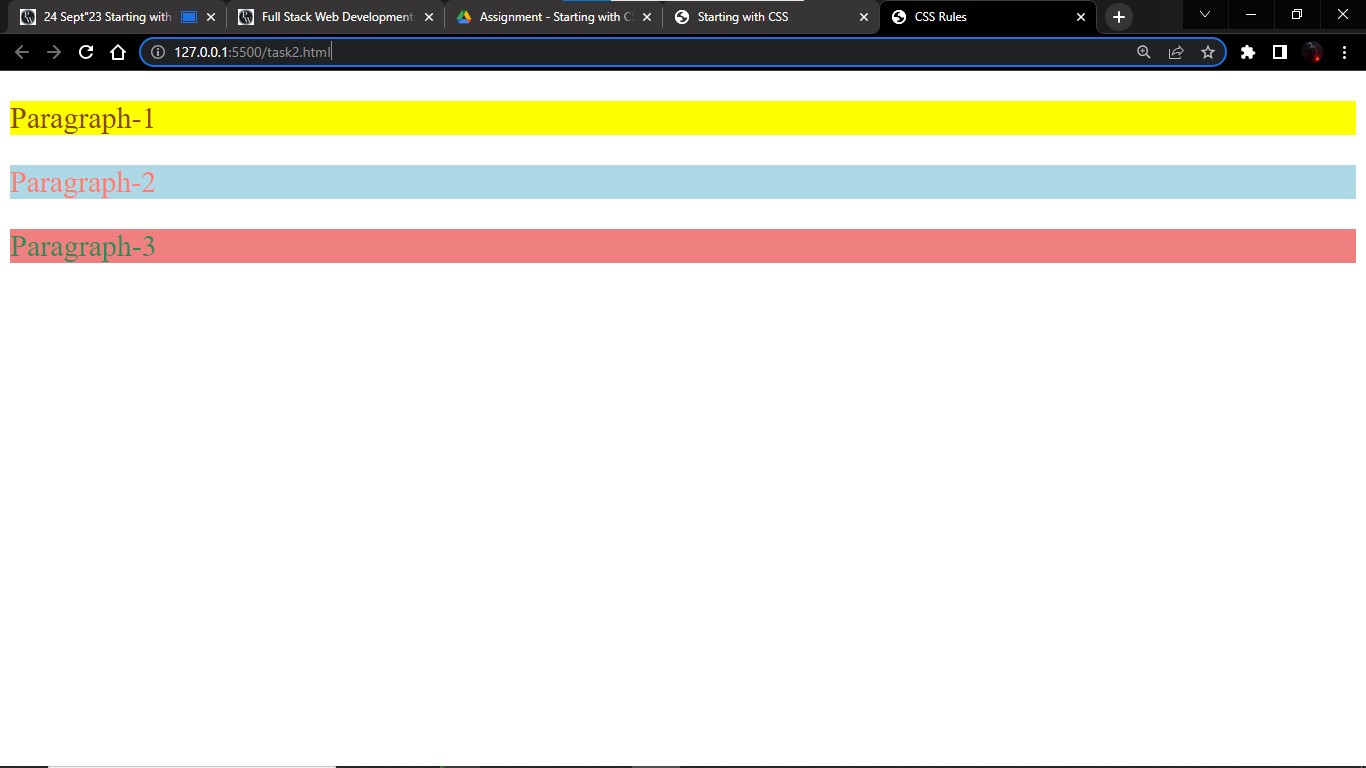 24 Sept"23 Starting with
Full Stack Web Development
Assignment - Starting with C
Starting with CSS
CSS Rules
127.0.0.1:5500/task2.html
Paragraph-1
Paragraph-2
Paragraph-3